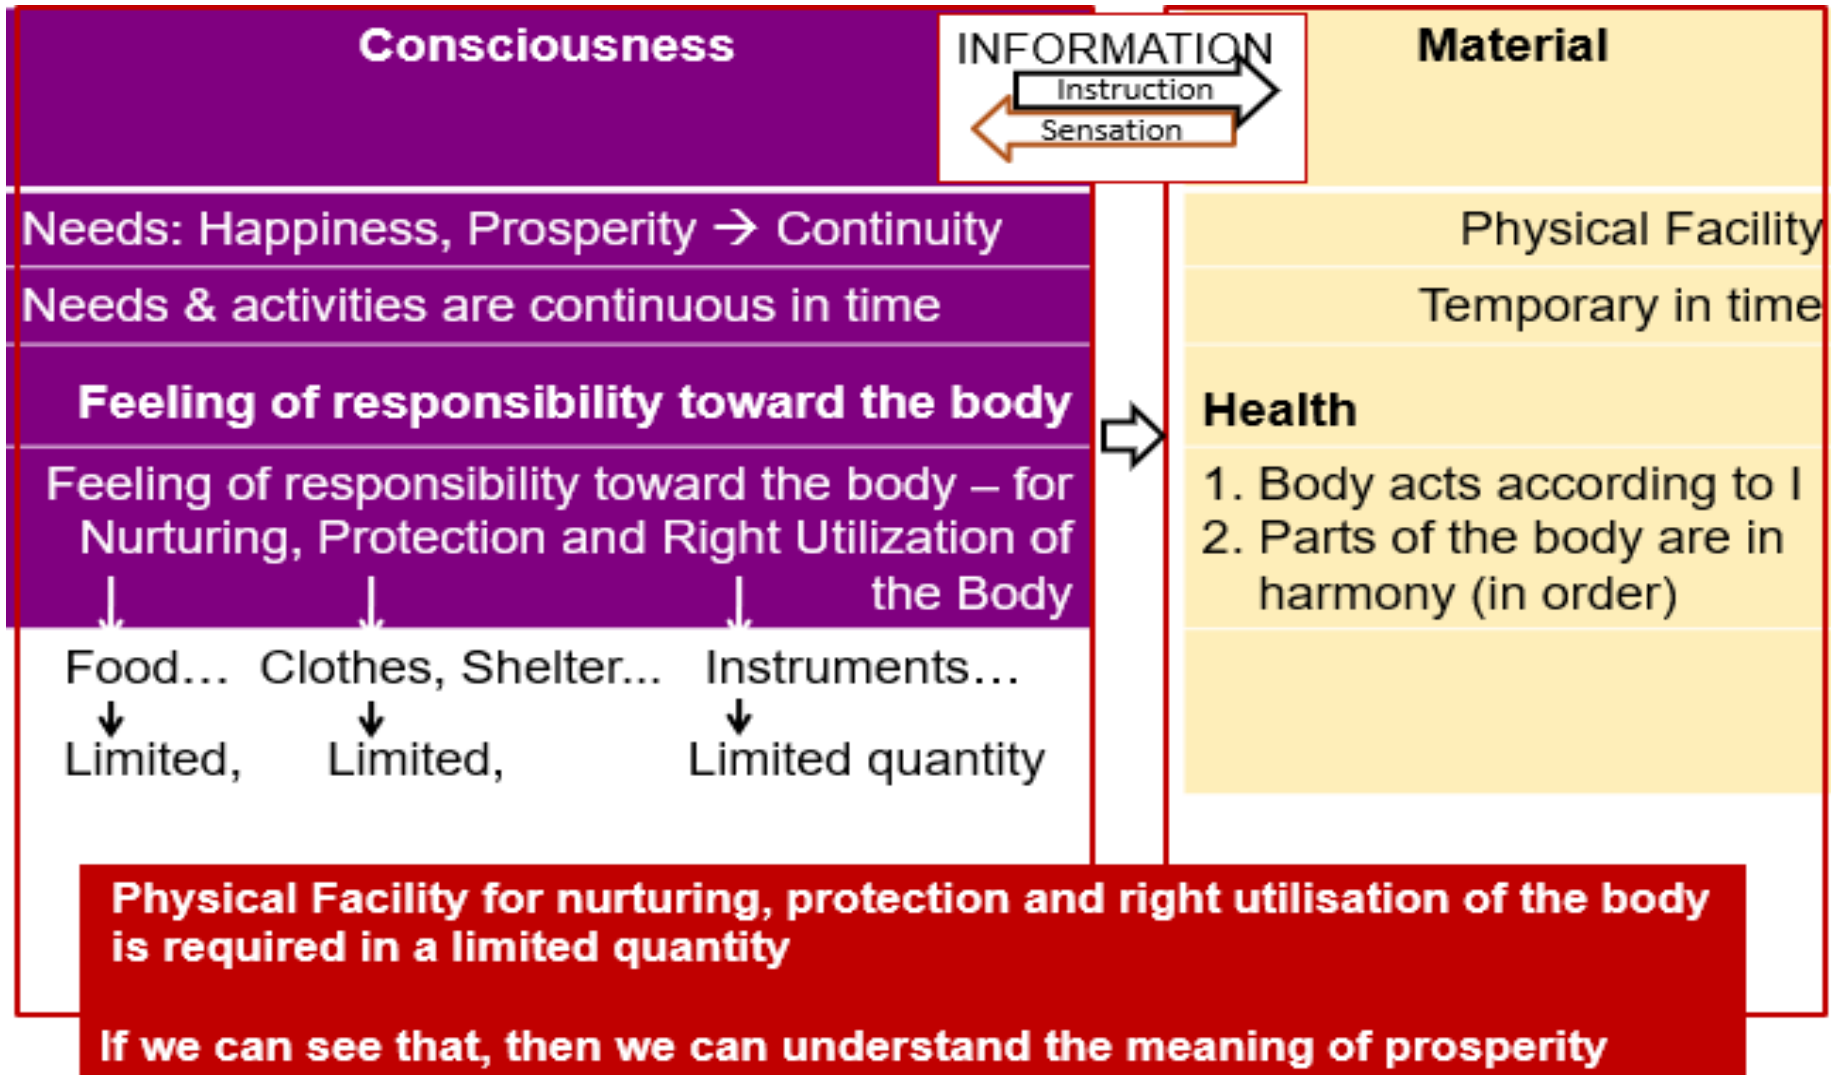 Consciousness
INFORMATION
Instruction
Sensation
Material
Needs: Happiness, Prosperity → Continuity
Physical Facility
Needs & activities are continuous in time
Temporary in time
Feeling of responsibility toward the body
Health
Feeling of responsibility toward the body – for
Nurturing, Protection and Right Utilization of
the Body
1. Body acts according to I
2. Parts of the body are in
harmony (in order)
Food… Clothes, Shelter... Instruments…
Limited, Limited, Limited quantity
Physical Facility for nurturing, protection and right utilisation of the body
is required in a limited quantity
If we can see that, then we can understand the meaning of prosperity